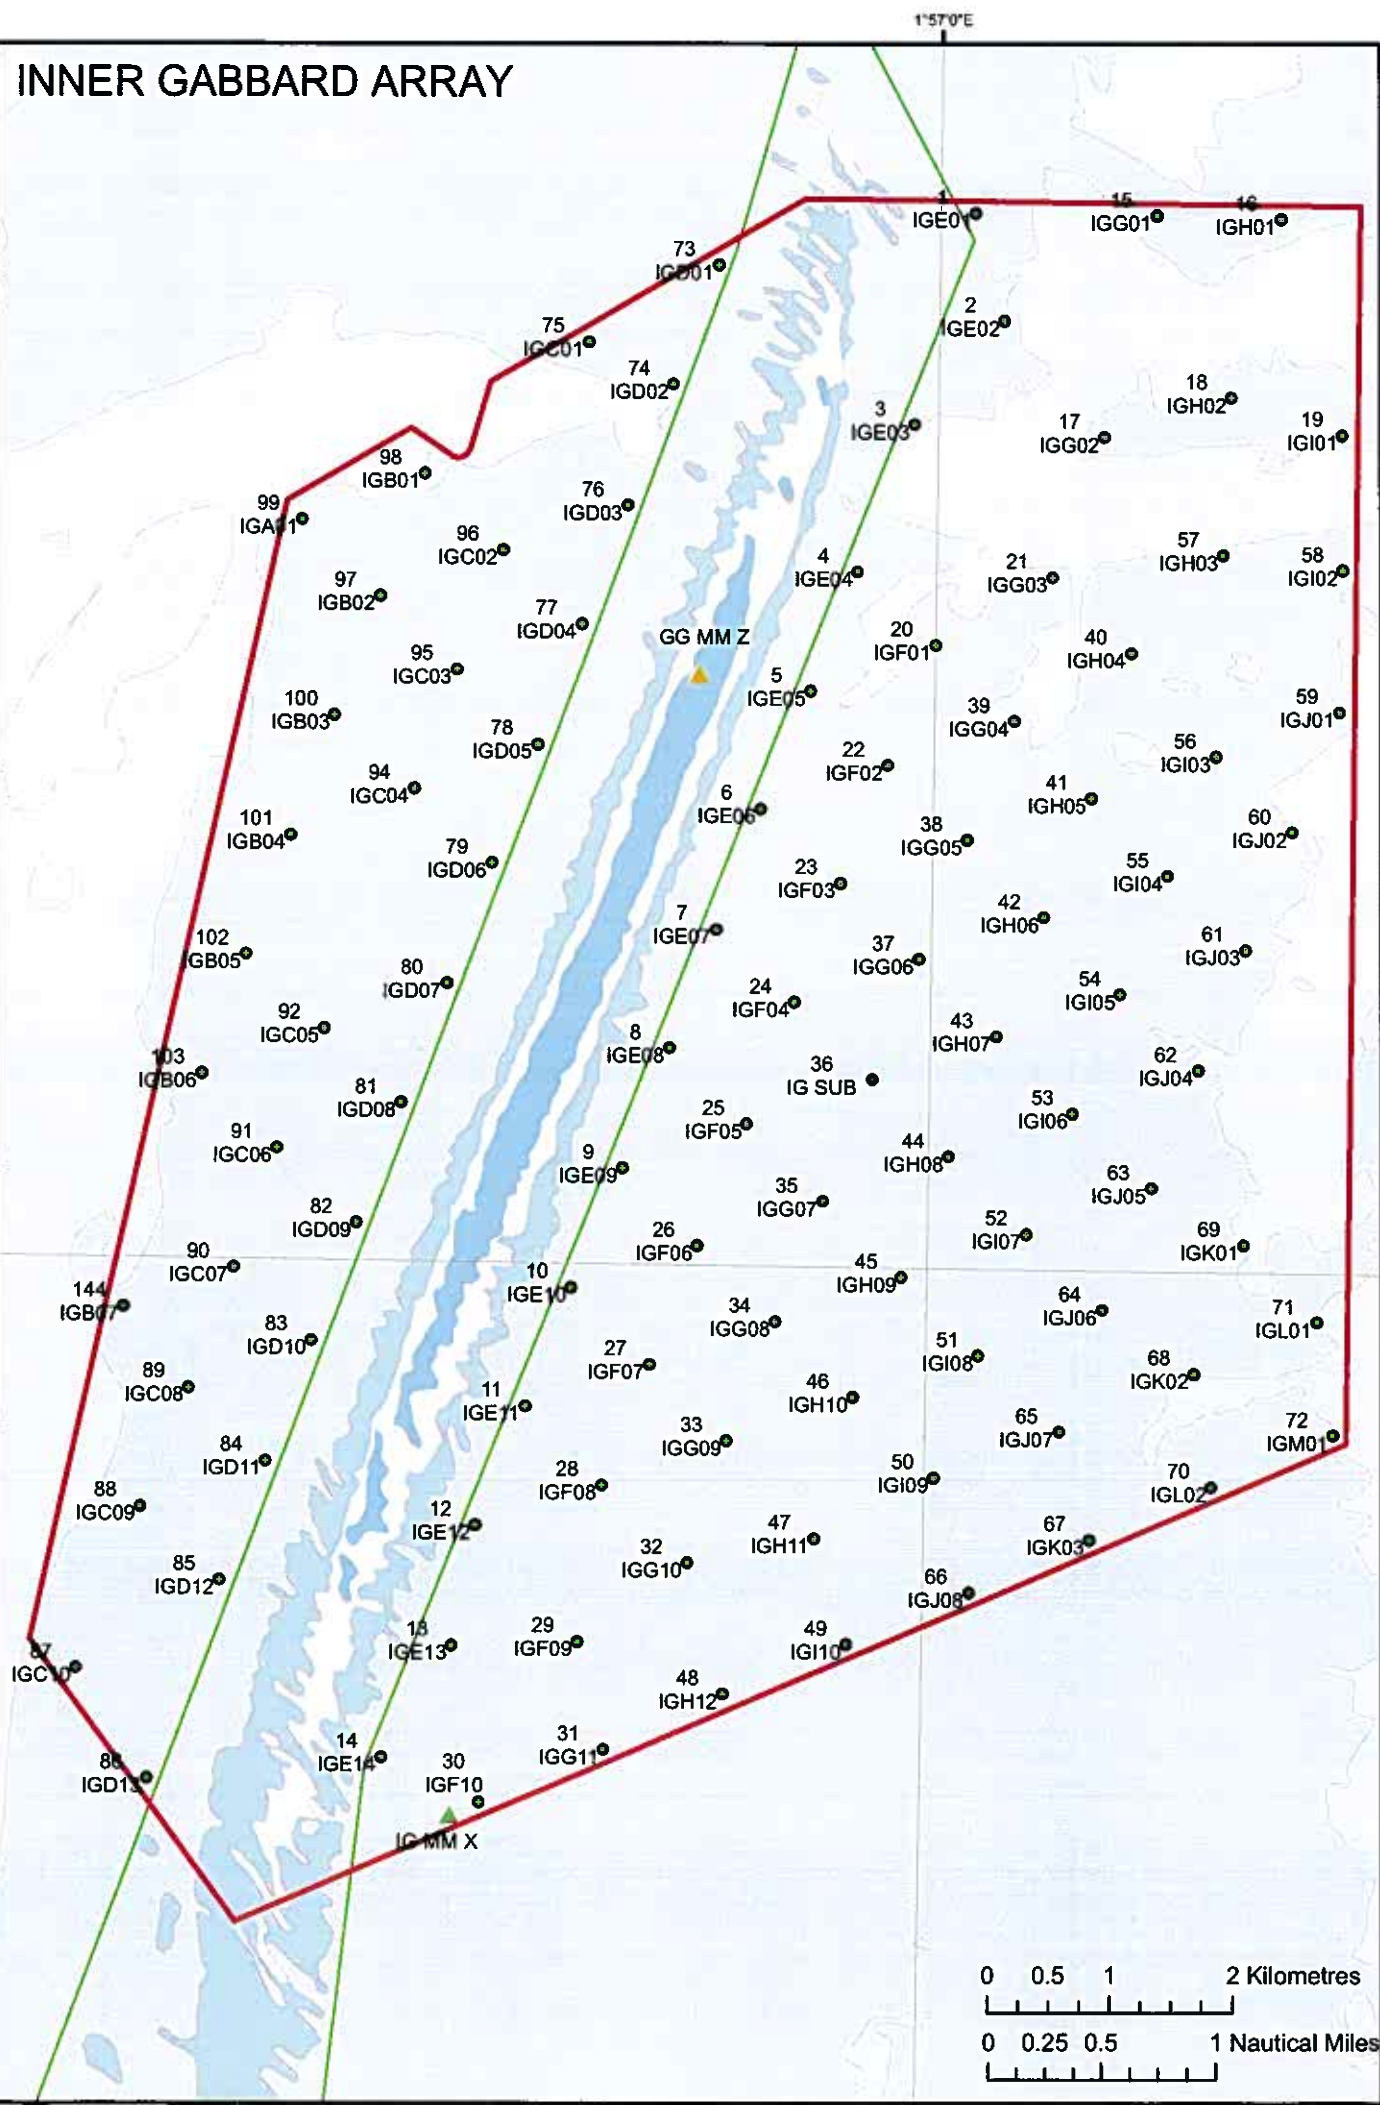 1°57'0"E
INNER GABBARD ARRAY
1
IGE01
15
IGG01
16
IGH01
73
IGD01
2
IGE02
75
IGC01
74
IGD02
18
IGH02
3
IGE03
17
IGG02
19
IGI01
98
IGB01
76
IGD03
99
IGA01
96
IGC02
4
IGE04
21
IGG03
57
IGH03
58
IGI02
97
IGB02
77
IGD04
GG MM Z
20
IGF01
40
IGH04
95
IGC03
5
IGE05
100
IGB03
78
IGD05
39
IGG04
59
IGJ01
22
IGF02
56
IGI03
94
IGC04
6
IGE06
41
IGH05
101
IGB04
79
IGD06
38
IGG05
60
IGJ02
23
IGF03
55
IGI04
7
IGE07
42
IGH06
102
IGB05
37
IGG06
61
IGJ03
80
IGD07
24
IGF04
54
IGI05
92
IGC05
8
IGE08
43
IGH07
103
IGB06
36
IG SUB
62
IGJ04
81
IGD08
25
IGF05
53
IGI06
91
IGC06
9
IGE09
44
IGH08
82
IGD09
35
IGG07
63
IGJ05
90
IGC07
26
IGF06
52
IGI07
69
IGK01
144
IGB07
10
IGE10
45
IGH09
83
IGD10
34
IGG08
64
IGJ06
71
IGL01
89
IGC08
27
IGF07
51
IGI08
68
IGK02
11
IGE11
46
IGH10
84
IGD11
33
IGG09
65
IGJ07
72
IGM01
88
IGC09
28
IGF08
50
IGI09
70
IGL02
12
IGE12
47
IGH11
67
IGK03
85
IGD12
32
IGG10
66
IGJ08
87
IGC10
13
IGE13
29
IGF09
49
IGI10
48
IGH12
86
IGD13
14
IGE14
30
IGF10
31
IGG11
IG MM X
0 0.5 1 2 Kilometres
0 0.25 0.5 1 Nautical Miles